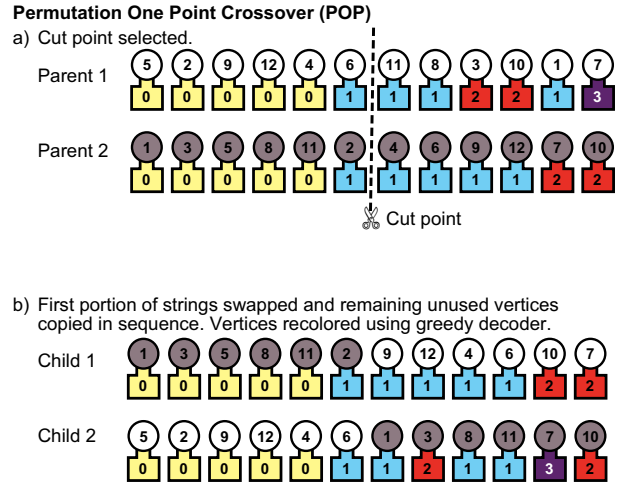 Permutation One Point Crossover (POP)
a) Cut point selected.
Parent 1
5 2 9 12 4 6 11 8 3 10 1 7
0 0 0 0 0 1 1 1 2 2 1 3
Parent 2
1 3 5 8 11 2 4 6 9 12 7 10
0 0 0 0 0 1 1 1 1 1 2 2
Cut point
b) First portion of strings swapped and remaining unused vertices
copied in sequence. Vertices recolored using greedy decoder.
Child 1
1 3 5 8 11 2 9 12 4 6 10 7
0 0 0 0 0 1 1 1 1 1 2 2
Child 2
5 2 9 12 4 6 1 3 8 11 7 10
0 0 0 0 0 1 1 2 1 1 3 2